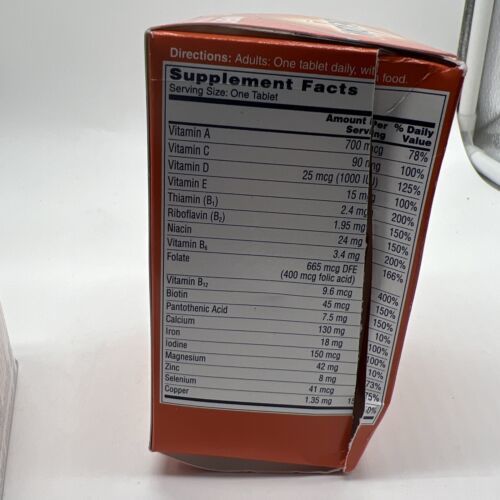 Directions: Adults: One tablet daily, with food.
Supplement Facts
Serving Size: One Tablet
Amount Per Serving % Daily Value
Vitamin A 700 mcg 78%
Vitamin C 90 mg 100%
Vitamin D 25 mcg (1000 IU) 125%
Vitamin E 15 mg 100%
Thiamin (B₁) 2.4 mg 200%
Riboflavin (B₂) 1.95 mg 150%
Niacin 24 mg 150%
Vitamin B₆ 3.4 mg 200%
Folate 665 mcg DFE 166%
(400 mcg folic acid)
Vitamin B₁₂ 9.6 mcg 400%
Biotin 45 mcg 150%
Pantothenic Acid 7.5 mg 150%
Calcium 130 mg 10%
Iron 18 mg 100%
Iodine 150 mcg 100%
Magnesium 42 mg 10%
Zinc 8 mg 73%
Selenium 41 mcg 75%
Copper 1.35 mg 150%